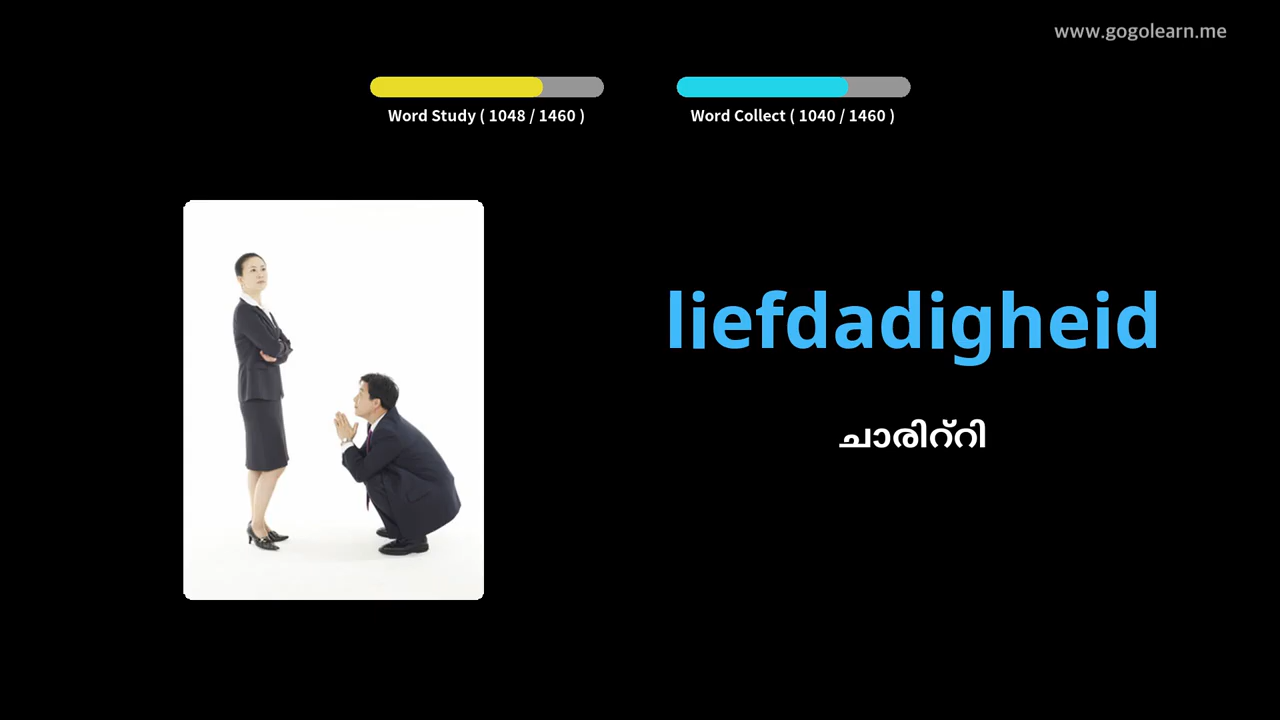 www.gogolearn.me
Word Study ( 1048 / 1460 )
Word Collect ( 1040 / 1460 )
liefdadigheid
ചാരിറ്റി